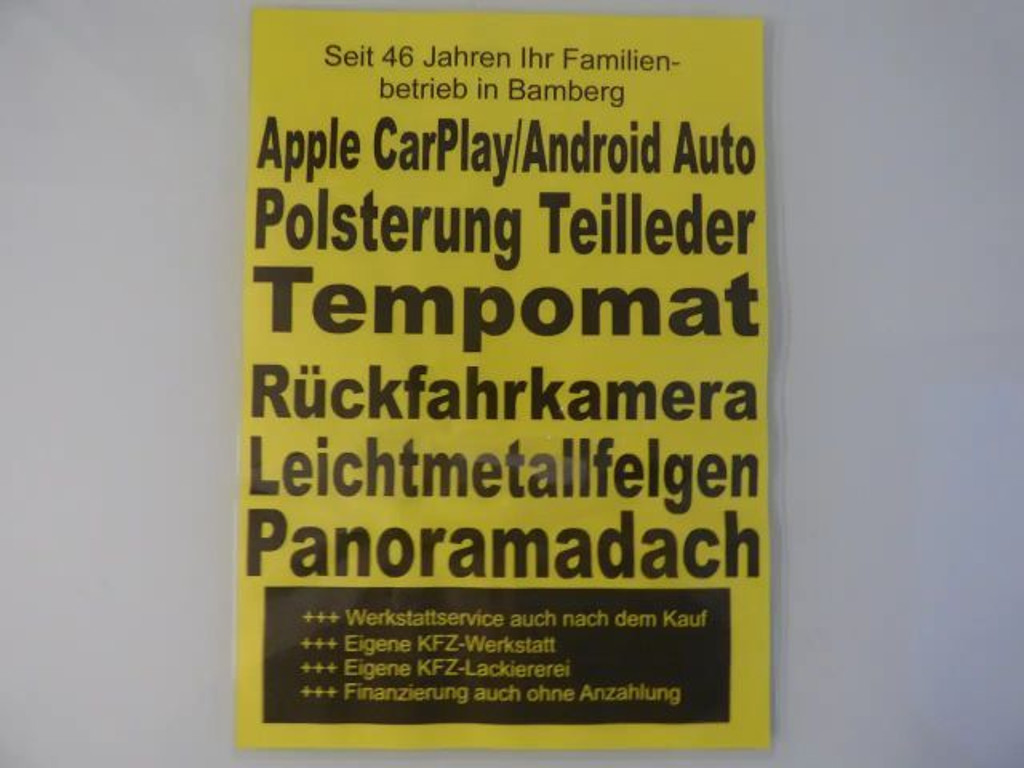 Seit 46 Jahren Ihr Familien-
betrieb in Bamberg
Apple CarPlay/Android Auto
Polsterung Teilleder
Tempomat
Rückfahrkamera
Leichtmetallfelgen
Panoramadach
+++ Werkstattservice auch nach dem Kauf
+++ Eigene KFZ-Werkstatt
+++ Eigene KFZ-Lackiererei
+++ Finanzierung auch ohne Anzahlung